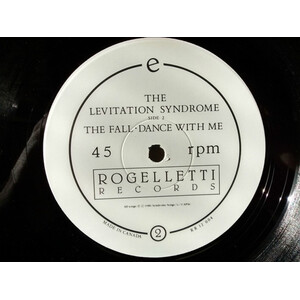 e
THE
LEVITATION SYNDROME
SIDE 2
THE FALL · DANCE WITH ME
45 rpm
ROGELLETTI
RECORDS
MADE IN CANADA
2